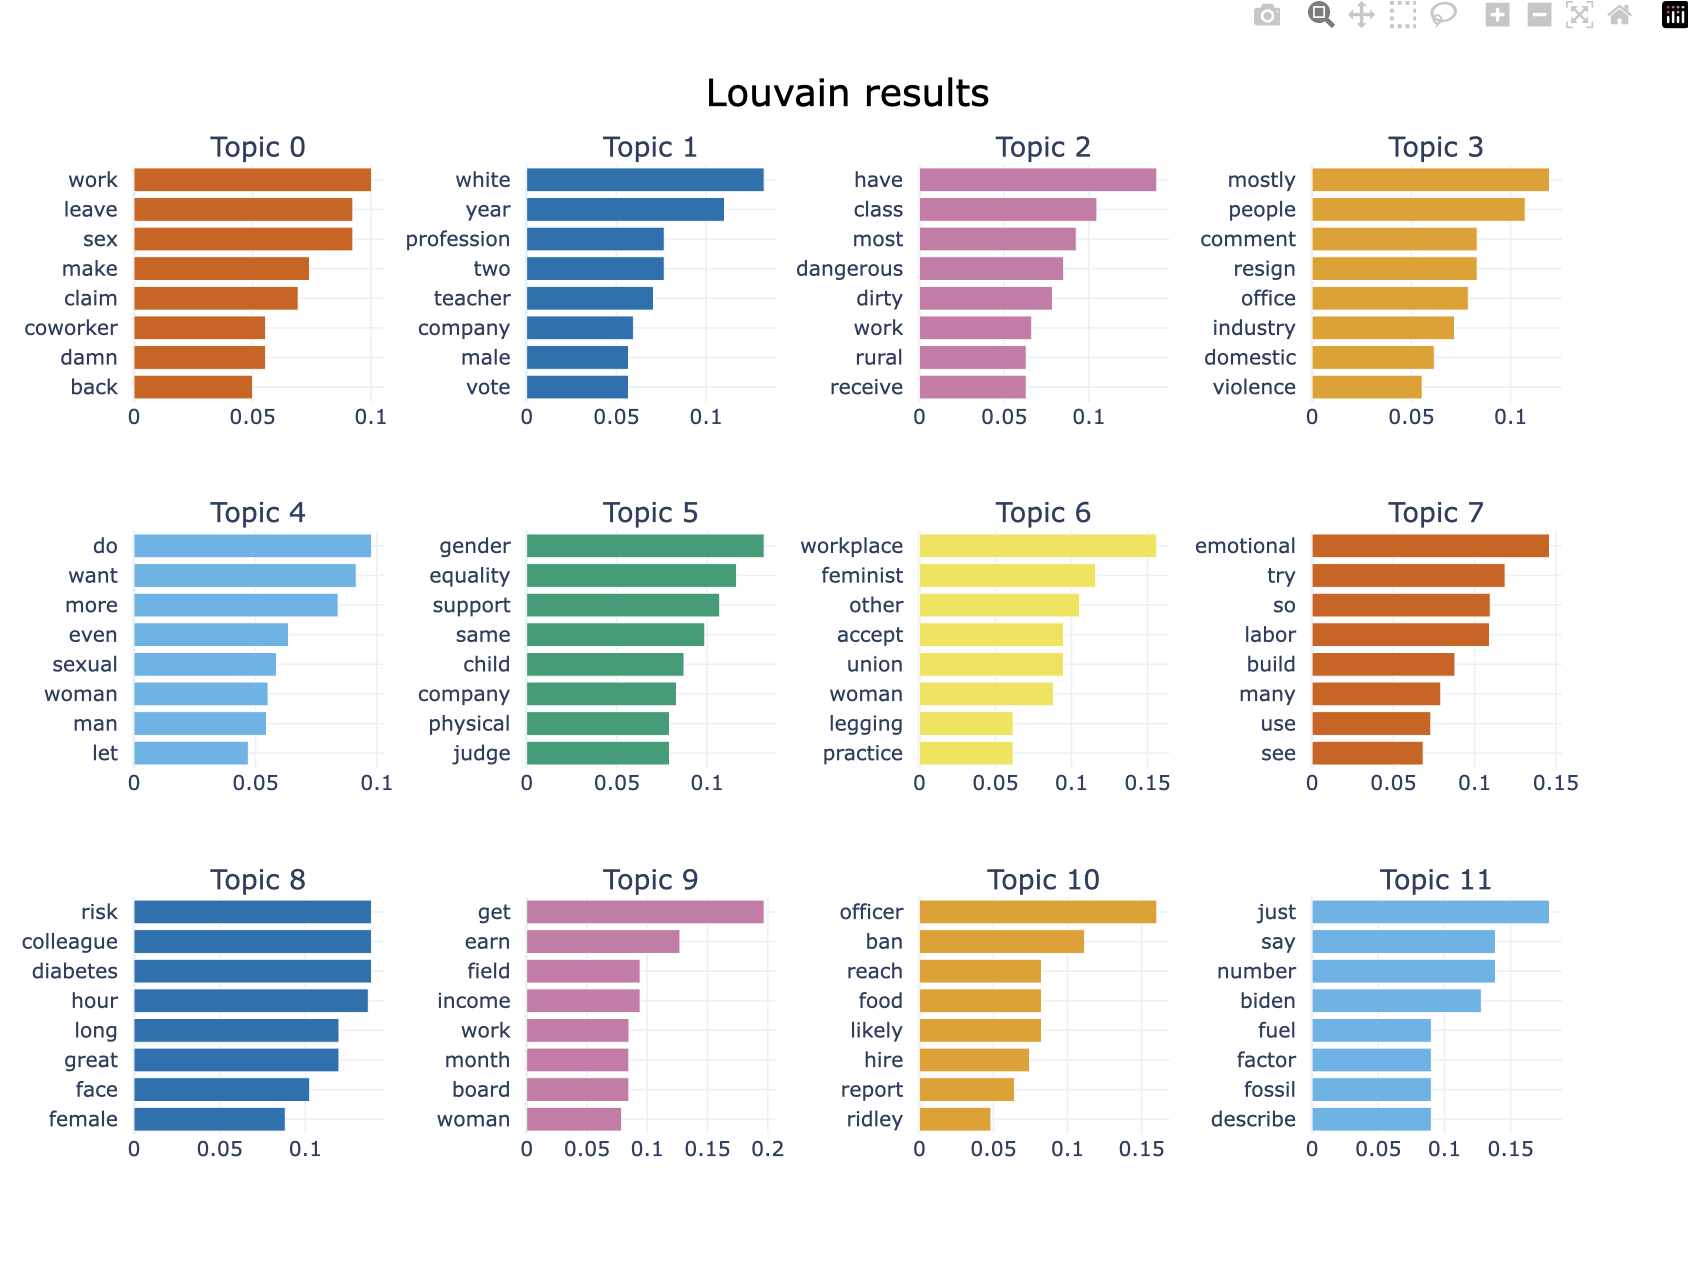 Louvain results
Topic 0
work
leave
sex
make
claim
coworker
damn
back
0 0.05 0.1
Topic 1
white
year
profession
two
teacher
company
male
vote
0 0.05 0.1
Topic 2
have
class
most
dangerous
dirty
work
rural
receive
0 0.05 0.1
Topic 3
mostly
people
comment
resign
office
industry
domestic
violence
0 0.05 0.1
Topic 4
do
want
more
even
sexual
woman
man
let
0 0.05 0.1
Topic 5
gender
equality
support
same
child
company
physical
judge
0 0.05 0.1
Topic 6
workplace
feminist
other
accept
union
woman
legging
practice
0 0.05 0.1 0.15
Topic 7
emotional
try
so
labor
build
many
use
see
0 0.05 0.1 0.15
Topic 8
risk
colleague
diabetes
hour
long
great
face
female
0 0.05 0.1
Topic 9
get
earn
field
income
work
month
board
woman
0 0.05 0.1 0.15 0.2
Topic 10
officer
ban
reach
food
likely
hire
report
ridley
0 0.05 0.1 0.15
Topic 11
just
say
number
biden
fuel
factor
fossil
describe
0 0.05 0.1 0.15